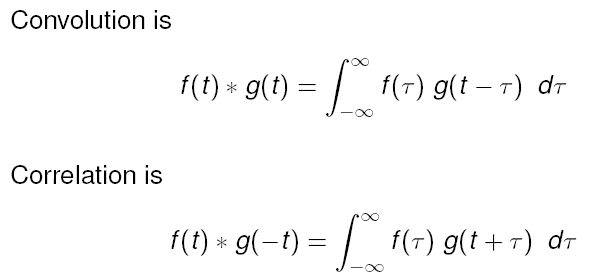 Convolution is
f(t) ∗ g(t) = ∫_{−∞}^{∞} f(τ) g(t − τ) dτ
Correlation is
f(t) ∗ g(−t) = ∫_{−∞}^{∞} f(τ) g(t + τ) dτ